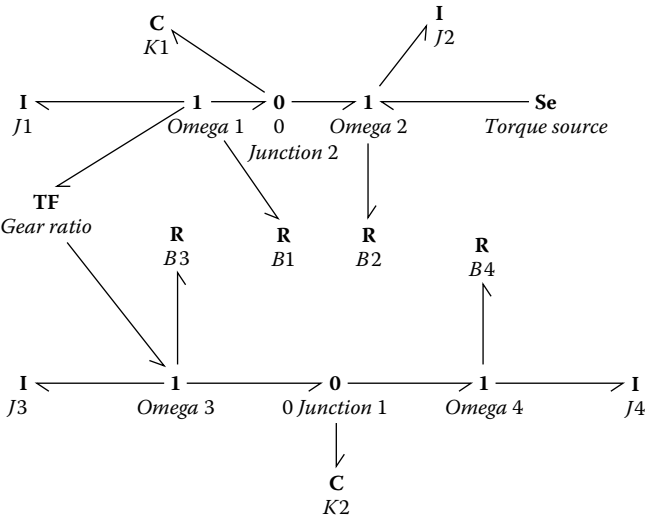 C
K1
I
J2
I
1
0
1
Se
J1
Omega 1
0
Omega 2
Torque source
Junction 2
TF
Gear ratio
R
B3
R
B1
R
B2
R
B4
I
1
0
1
I
J3
Omega 3
0 Junction 1
Omega 4
J4
C
K2